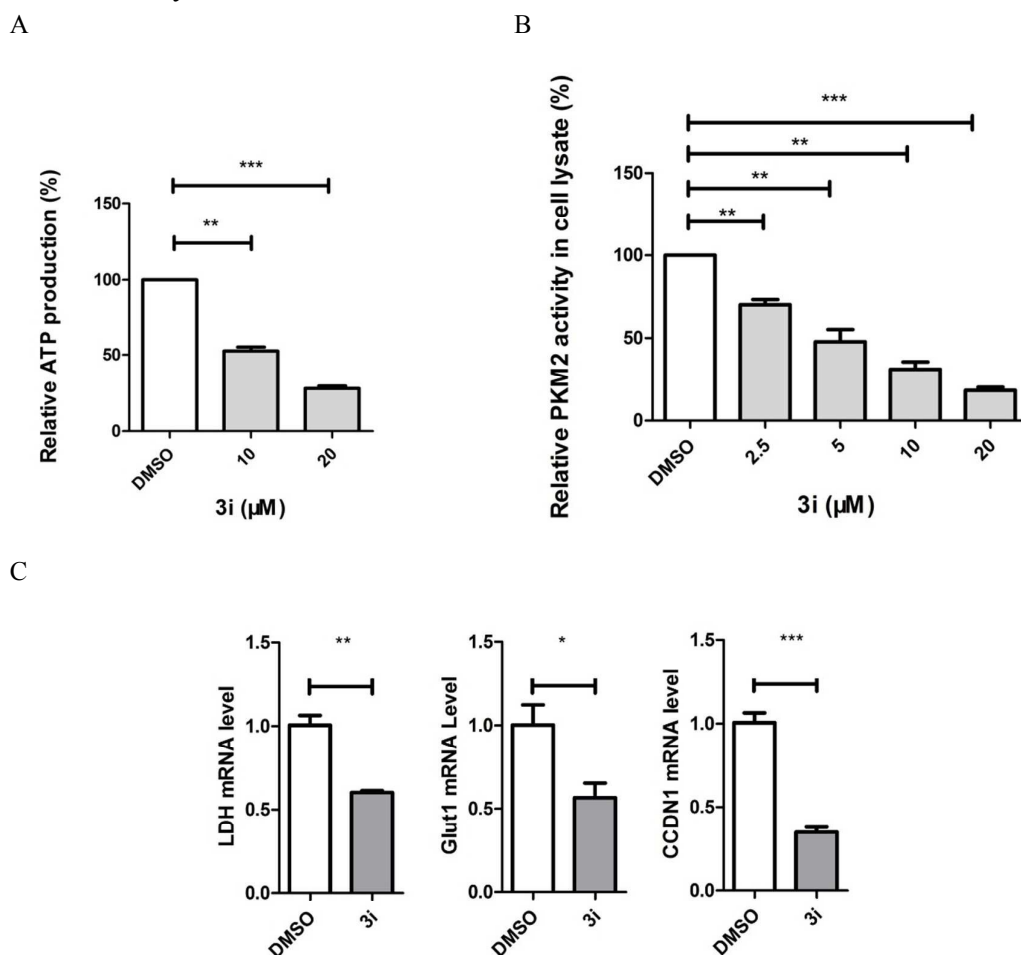 A
B
Relative ATP production (%)
150
100
50
0
***
**
DMSO
10
20
3i (µM)
Relative PKM2 activity in cell lysate (%)
150
100
50
0
***
**
**
**
DMSO
2.5
5
10
20
3i (µM)
C
LDH mRNA level
1.5
1.0
0.5
0.0
**
DMSO
3i
Glut1 mRNA Level
1.5
1.0
0.5
0.0
*
DMSO
3i
CCDN1 mRNA level
1.5
1.0
0.5
0.0
***
DMSO
3i